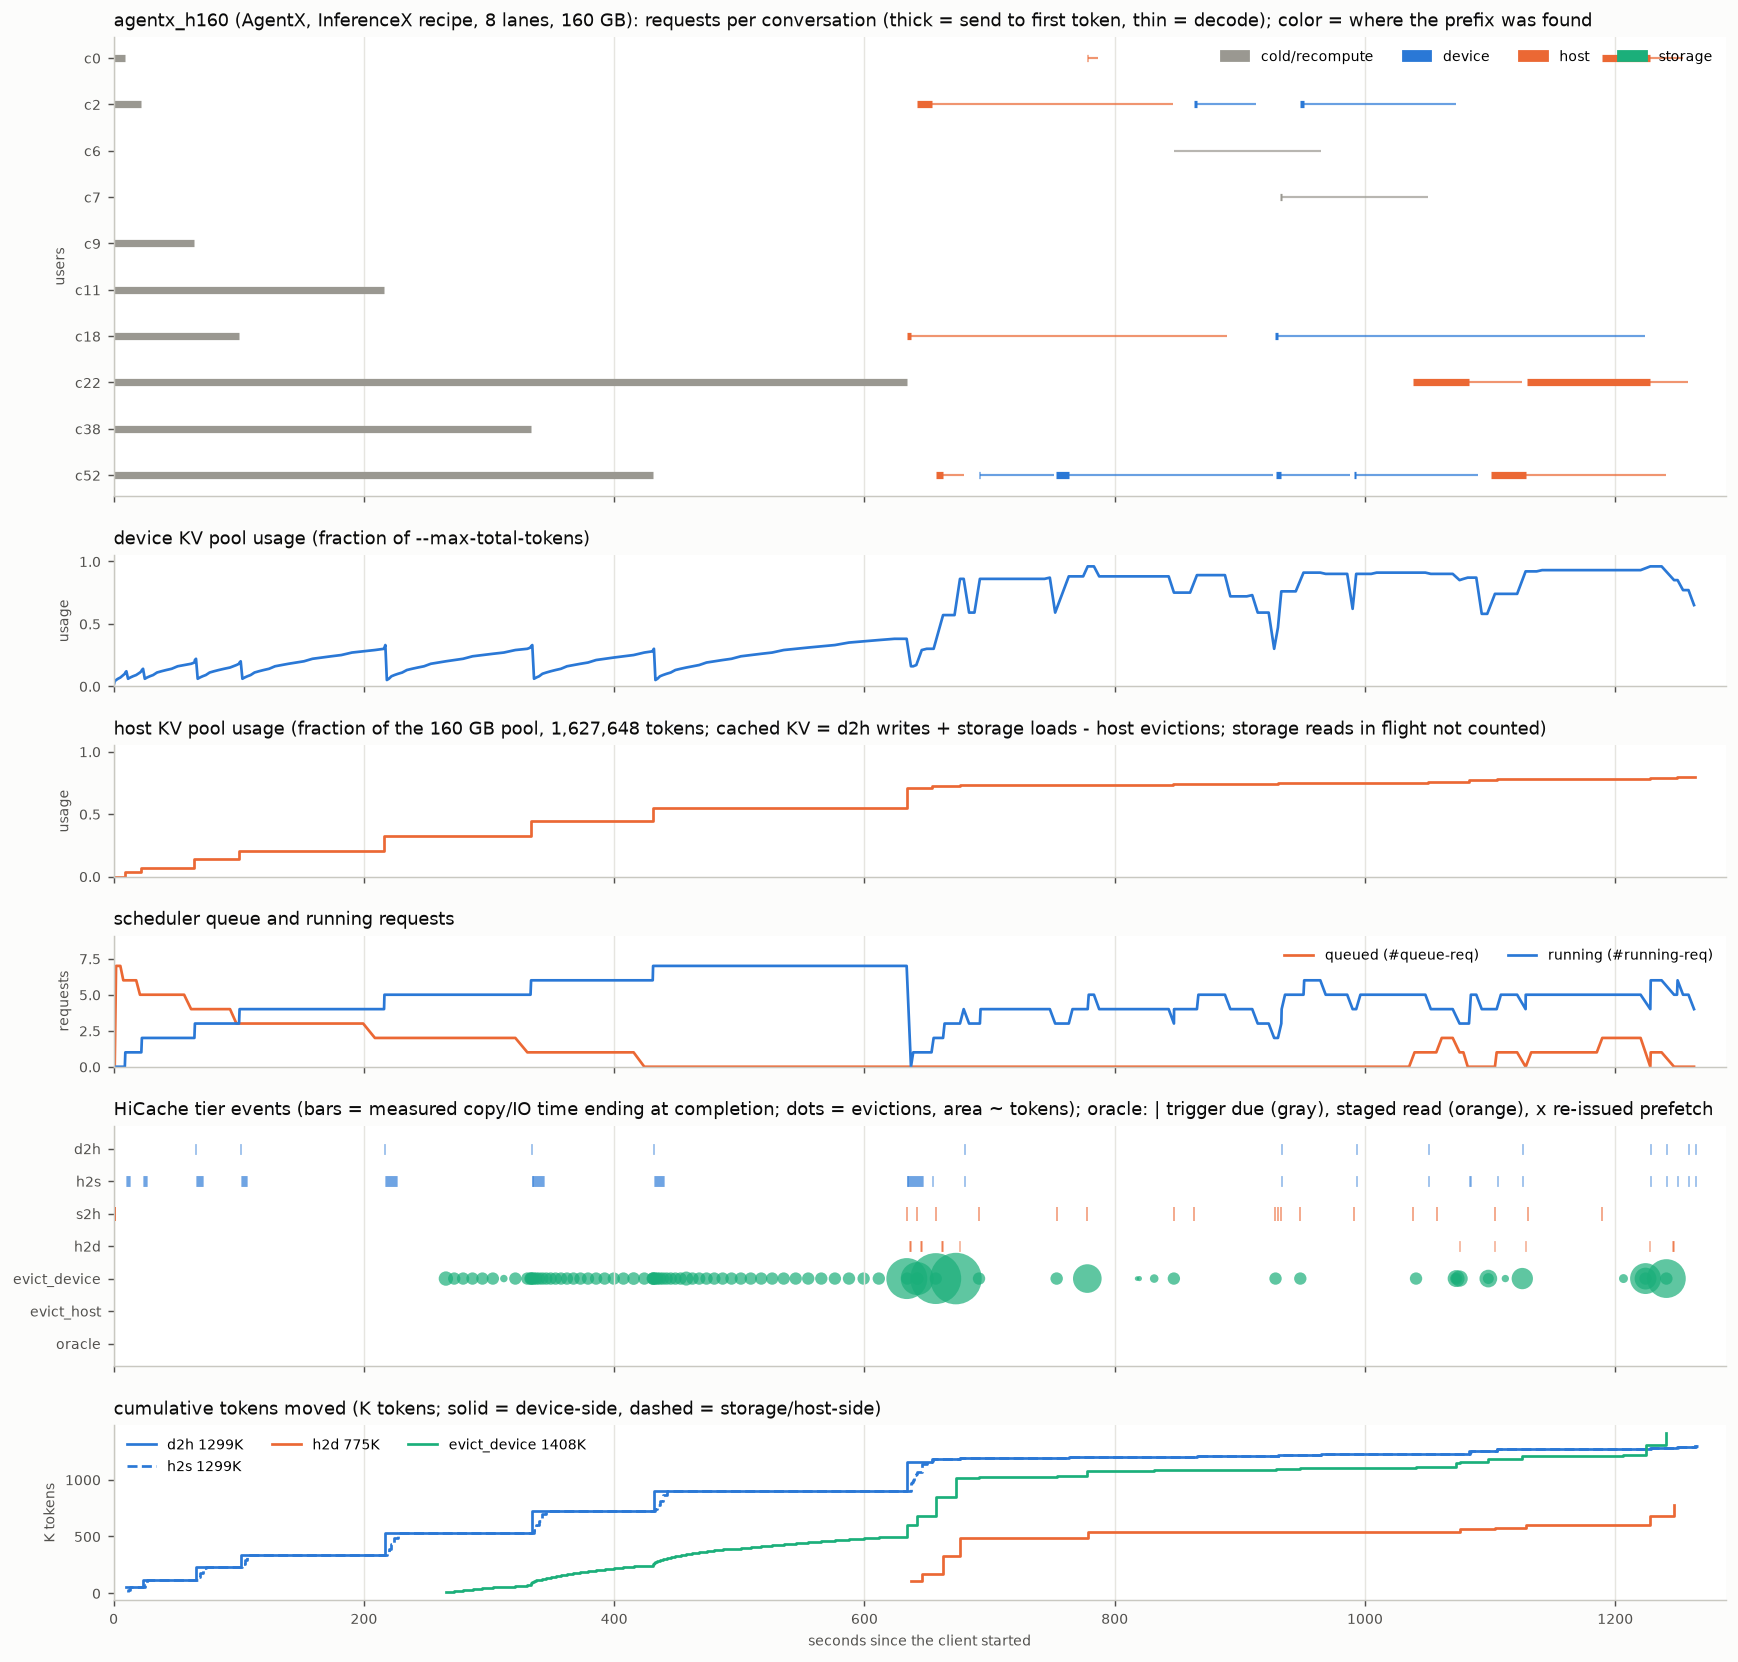 agentx_h160 (AgentX, InferenceX recipe, 8 lanes, 160 GB): requests per conversation (thick = send to first token, thin = decode); color = where the prefix was found
cold/recompute
device
host
storage
c0
c2
c6
c7
c9
c11
c18
c22
c38
c52
users
device KV pool usage (fraction of --max-total-tokens)
1.0
0.5
0.0
usage
host KV pool usage (fraction of the 160 GB pool, 1,627,648 tokens; cached KV = d2h writes + storage loads - host evictions; storage reads in flight not counted)
1.0
0.5
0.0
usage
scheduler queue and running requests
queued (#queue-req)
running (#running-req)
7.5
5.0
2.5
0.0
requests
HiCache tier events (bars = measured copy/IO time ending at completion; dots = evictions, area ~ tokens); oracle: | trigger due (gray), staged read (orange), x re-issued prefetch
d2h
h2s
s2h
h2d
evict_device
evict_host
oracle
cumulative tokens moved (K tokens; solid = device-side, dashed = storage/host-side)
d2h 1299K
h2d 775K
evict_device 1408K
h2s 1299K
1000
500
0
K tokens
0
200
400
600
800
1000
1200
seconds since the client started